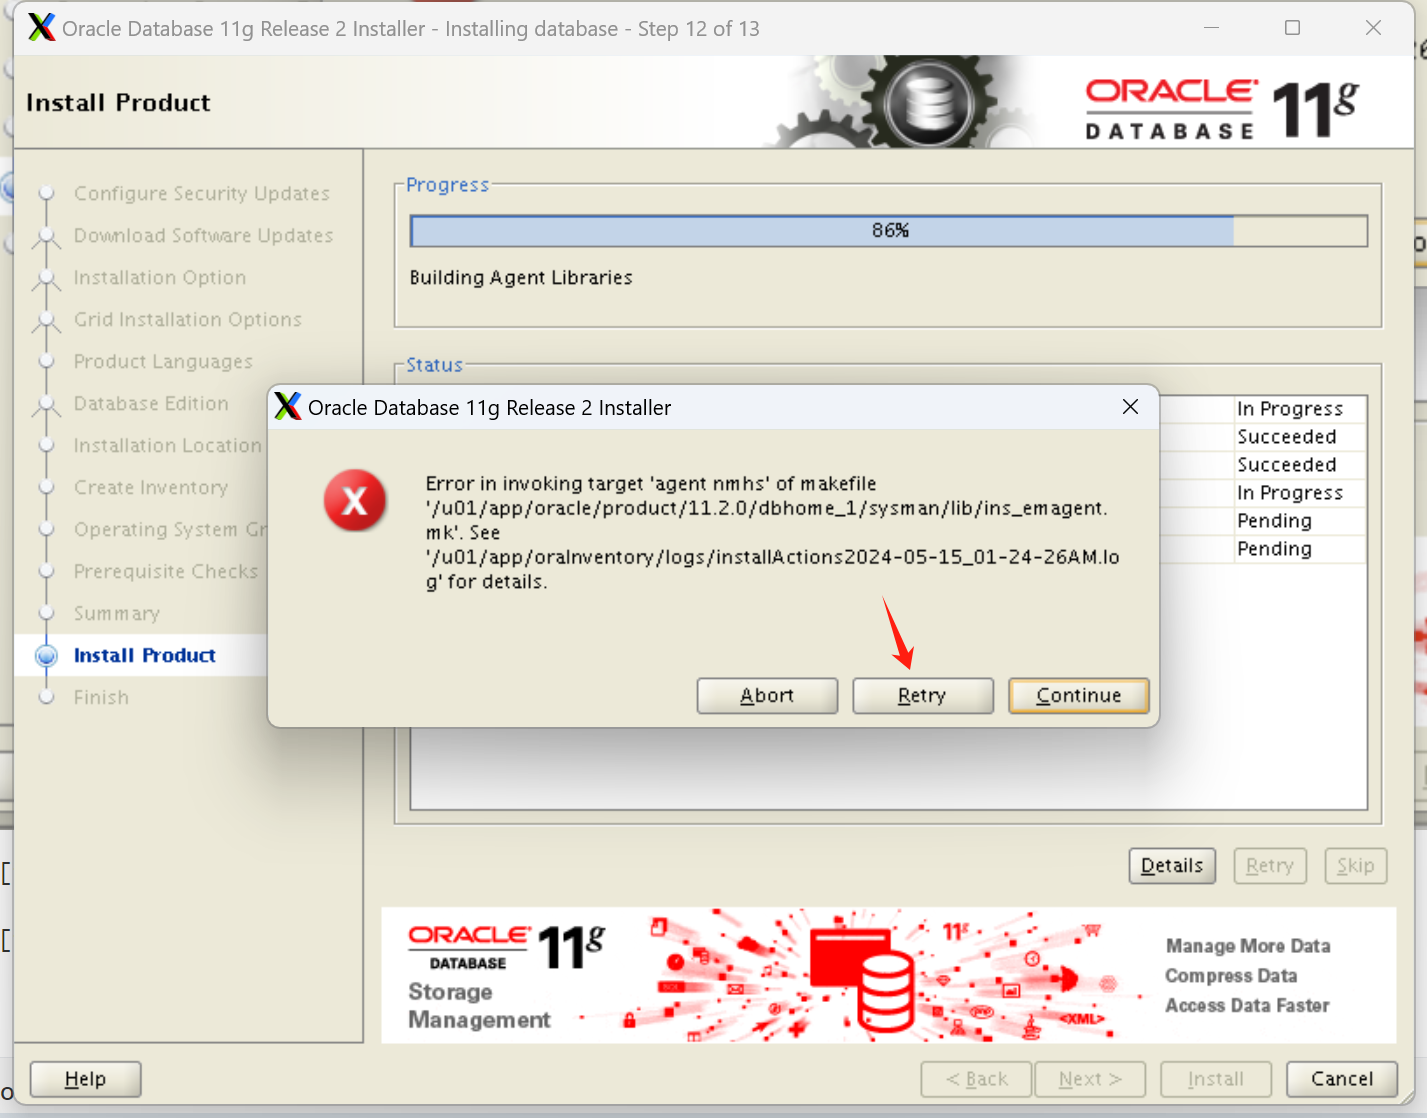 Oracle Database 11g Release 2 Installer - Installing database - Step 12 of 13
Install Product
ORACLE DATABASE 11g
Configure Security Updates
Download Software Updates
Installation Option
Grid Installation Options
Product Languages
Database Edition
Installation Location
Create Inventory
Operating System Gr
Prerequisite Checks
Summary
Install Product
Finish
Progress
86%
Building Agent Libraries
Status
In Progress
Succeeded
Succeeded
In Progress
Pending
Pending
Oracle Database 11g Release 2 Installer
Error in invoking target 'agent nmhs' of makefile
'/u01/app/oracle/product/11.2.0/dbhome_1/sysman/lib/ins_emagent.
mk'. See
'/u01/app/oraInventory/logs/installActions2024-05-15_01-24-26AM.lo
g' for details.
Abort
Retry
Continue
Details
Retry
Skip
ORACLE DATABASE 11g
Storage
Management
11g
SQL
php
<XML>
Manage More Data
Compress Data
Access Data Faster
Help
< Back
Next >
Install
Cancel